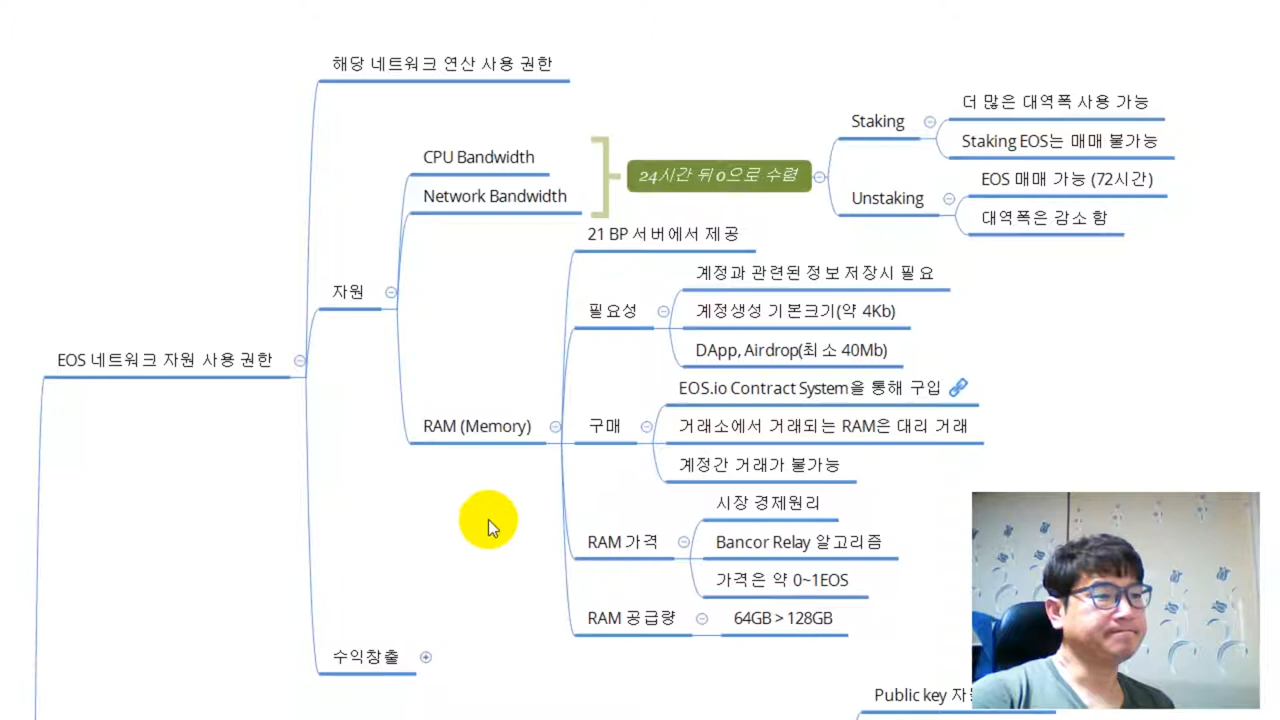 해당 네트워크 연산 사용 권한
더 많은 대역폭 사용 가능
Staking
Staking EOS는 매매 불가능
CPU Bandwidth
24시간 뒤 0으로 수렴
EOS 매매 가능 (72시간)
Network Bandwidth
Unstaking
대역폭은 감소 함
21 BP 서버에서 제공
계정과 관련된 정보 저장시 필요
자원
필요성
계정생성 기본크기(약 4Kb)
DApp, Airdrop(최소 40Mb)
EOS 네트워크 자원 사용 권한
EOS.io Contract System을 통해 구입
RAM (Memory)
구매
거래소에서 거래되는 RAM은 대리 거래
계정간 거래가 불가능
시장 경제원리
RAM 가격
Bancor Relay 알고리즘
가격은 약 0~1EOS
RAM 공급량
64GB > 128GB
수익창출
Public key